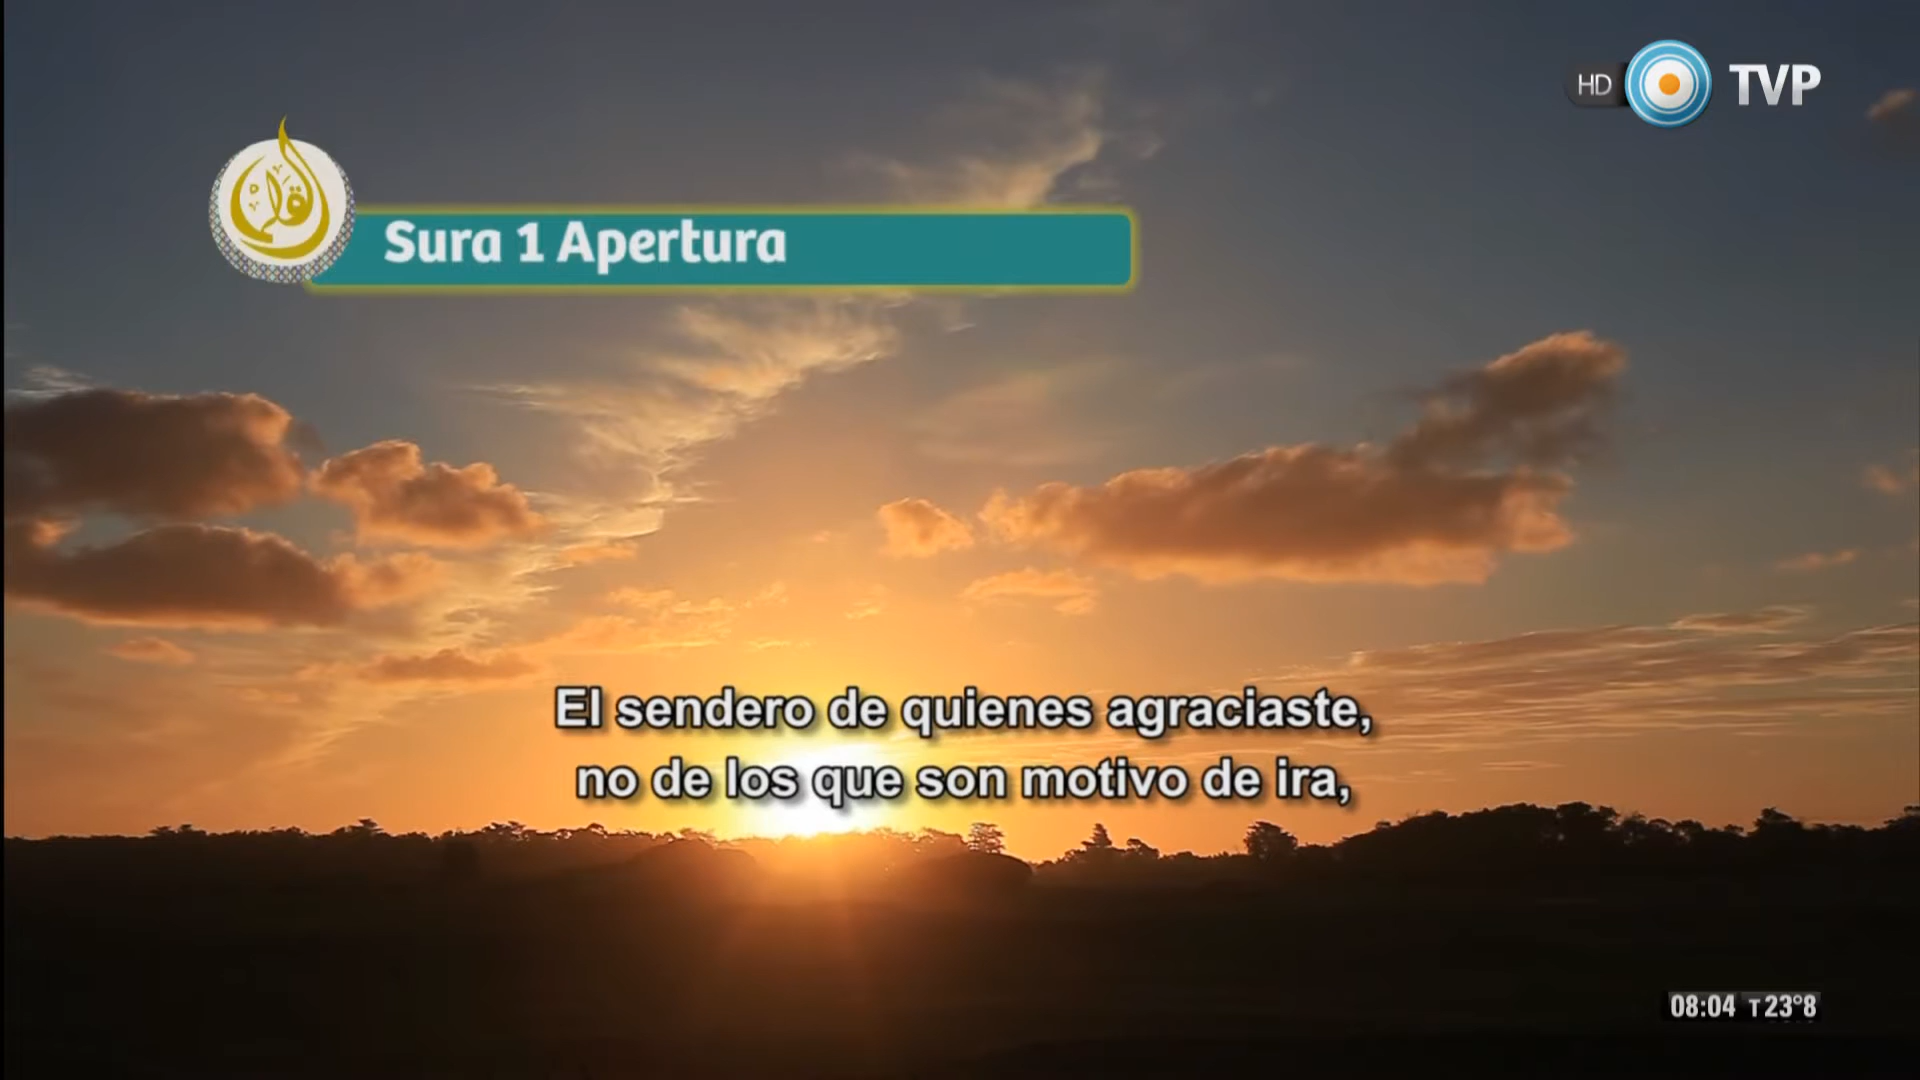 HD TVP
Sura 1 Apertura
El sendero de quienes agraciaste,
no de los que son motivo de ira,
08:04 T 23°8